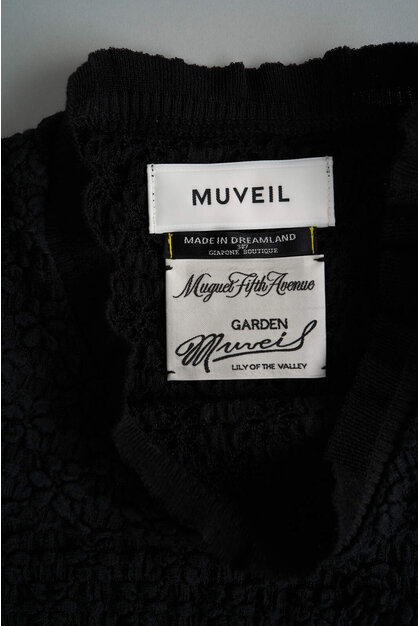 MUVEIL
MADE IN DREAMLAND
GIAPONE BOUTIQUE
Muguet Fifth Avenue
GARDEN
Muveil
LILY OF THE VALLEY